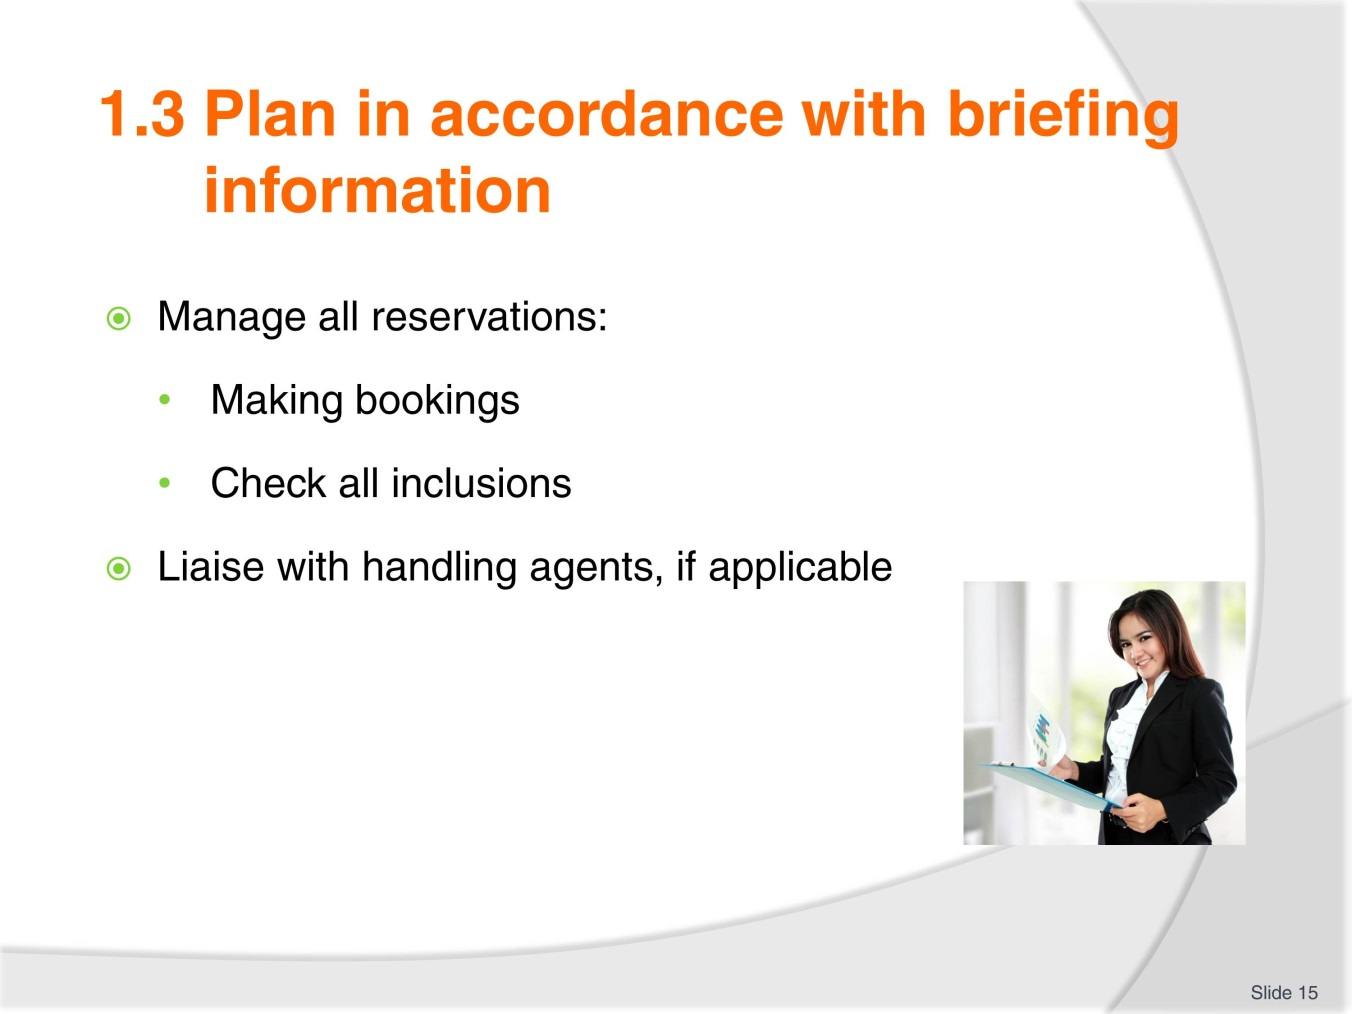 1.3 Plan in accordance with briefing
information
Manage all reservations:
• Making bookings
• Check all inclusions
Liaise with handling agents, if applicable
Slide 15